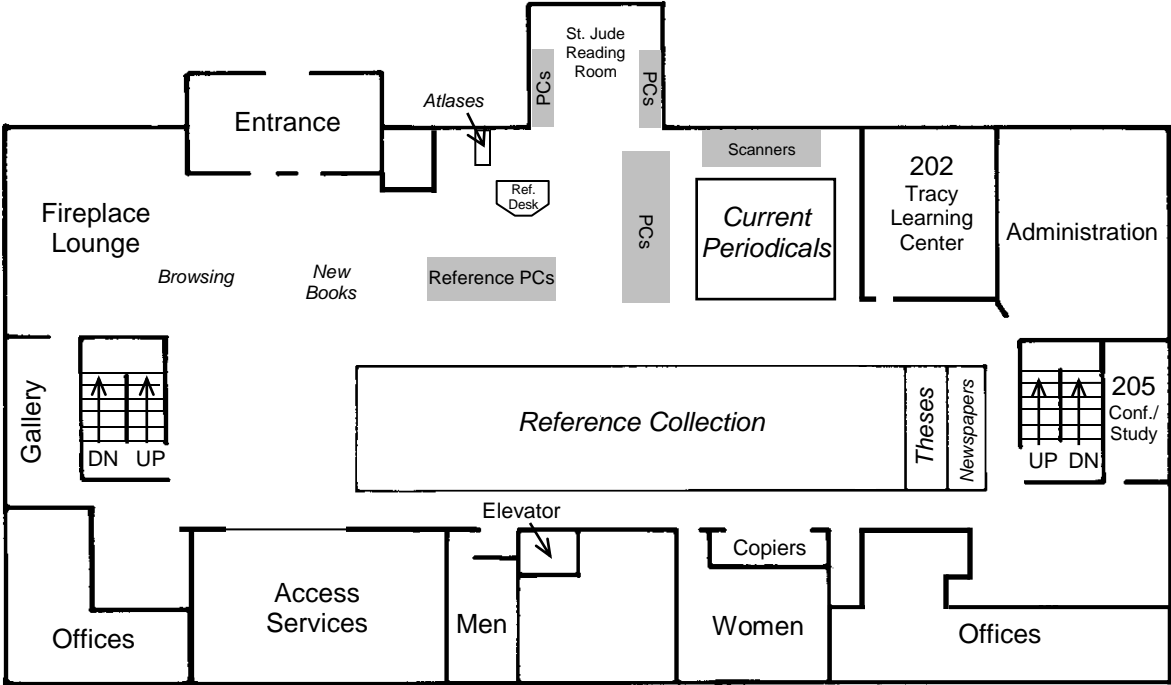 St. Jude
Reading
Room
PCs
PCs
Atlases
Entrance
Scanners
202
Tracy
Learning
Center
Ref.
Desk
Fireplace
Lounge
Current
Periodicals
PCs
Administration
Browsing
New
Books
Reference PCs
Gallery
DN
UP
Reference Collection
Theses
Newspapers
UP
DN
205
Conf./
Study
Elevator
Copiers
Access
Services
Men
Women
Offices
Offices